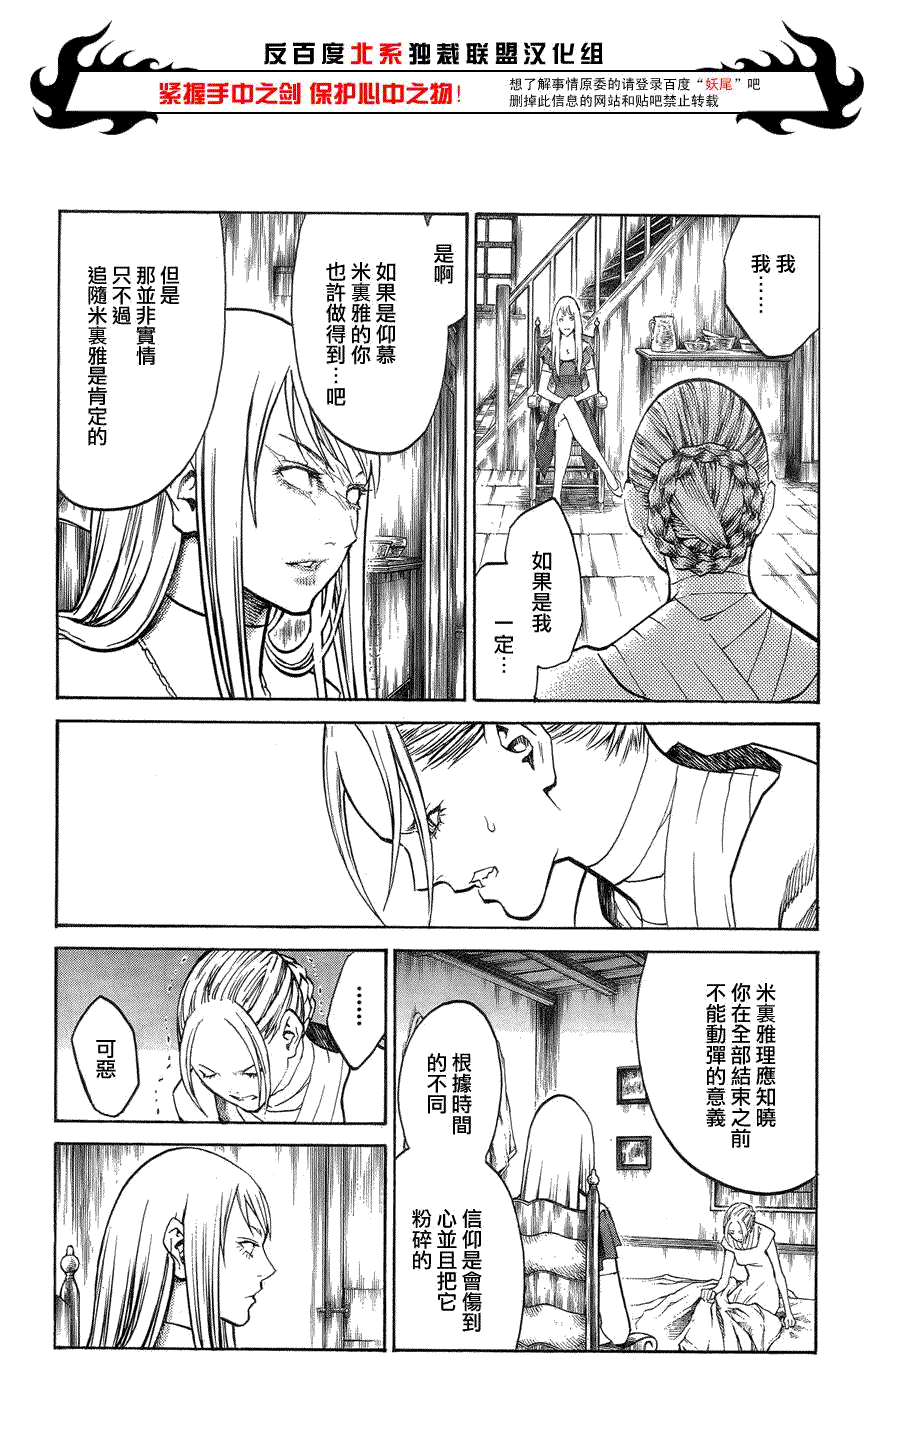 反百度北系独裁联盟汉化组
紧握手中之剑 保护心中之物!
想了解事情原委的请登录百度“妖尾”吧
删掉此信息的网站和贴吧禁止转载
我
我……
如果是我
一定…
是啊
如果是仰慕
米裏雅的你
也許做得到…吧
但是
那並非實情
只不過
追隨米裏雅是肯定的
米裏雅理應知曉
你在全部結束之前
不能動彈的意義
根據時間
的不同
信仰是會傷到
心並且把它
粉碎的
……
可惡